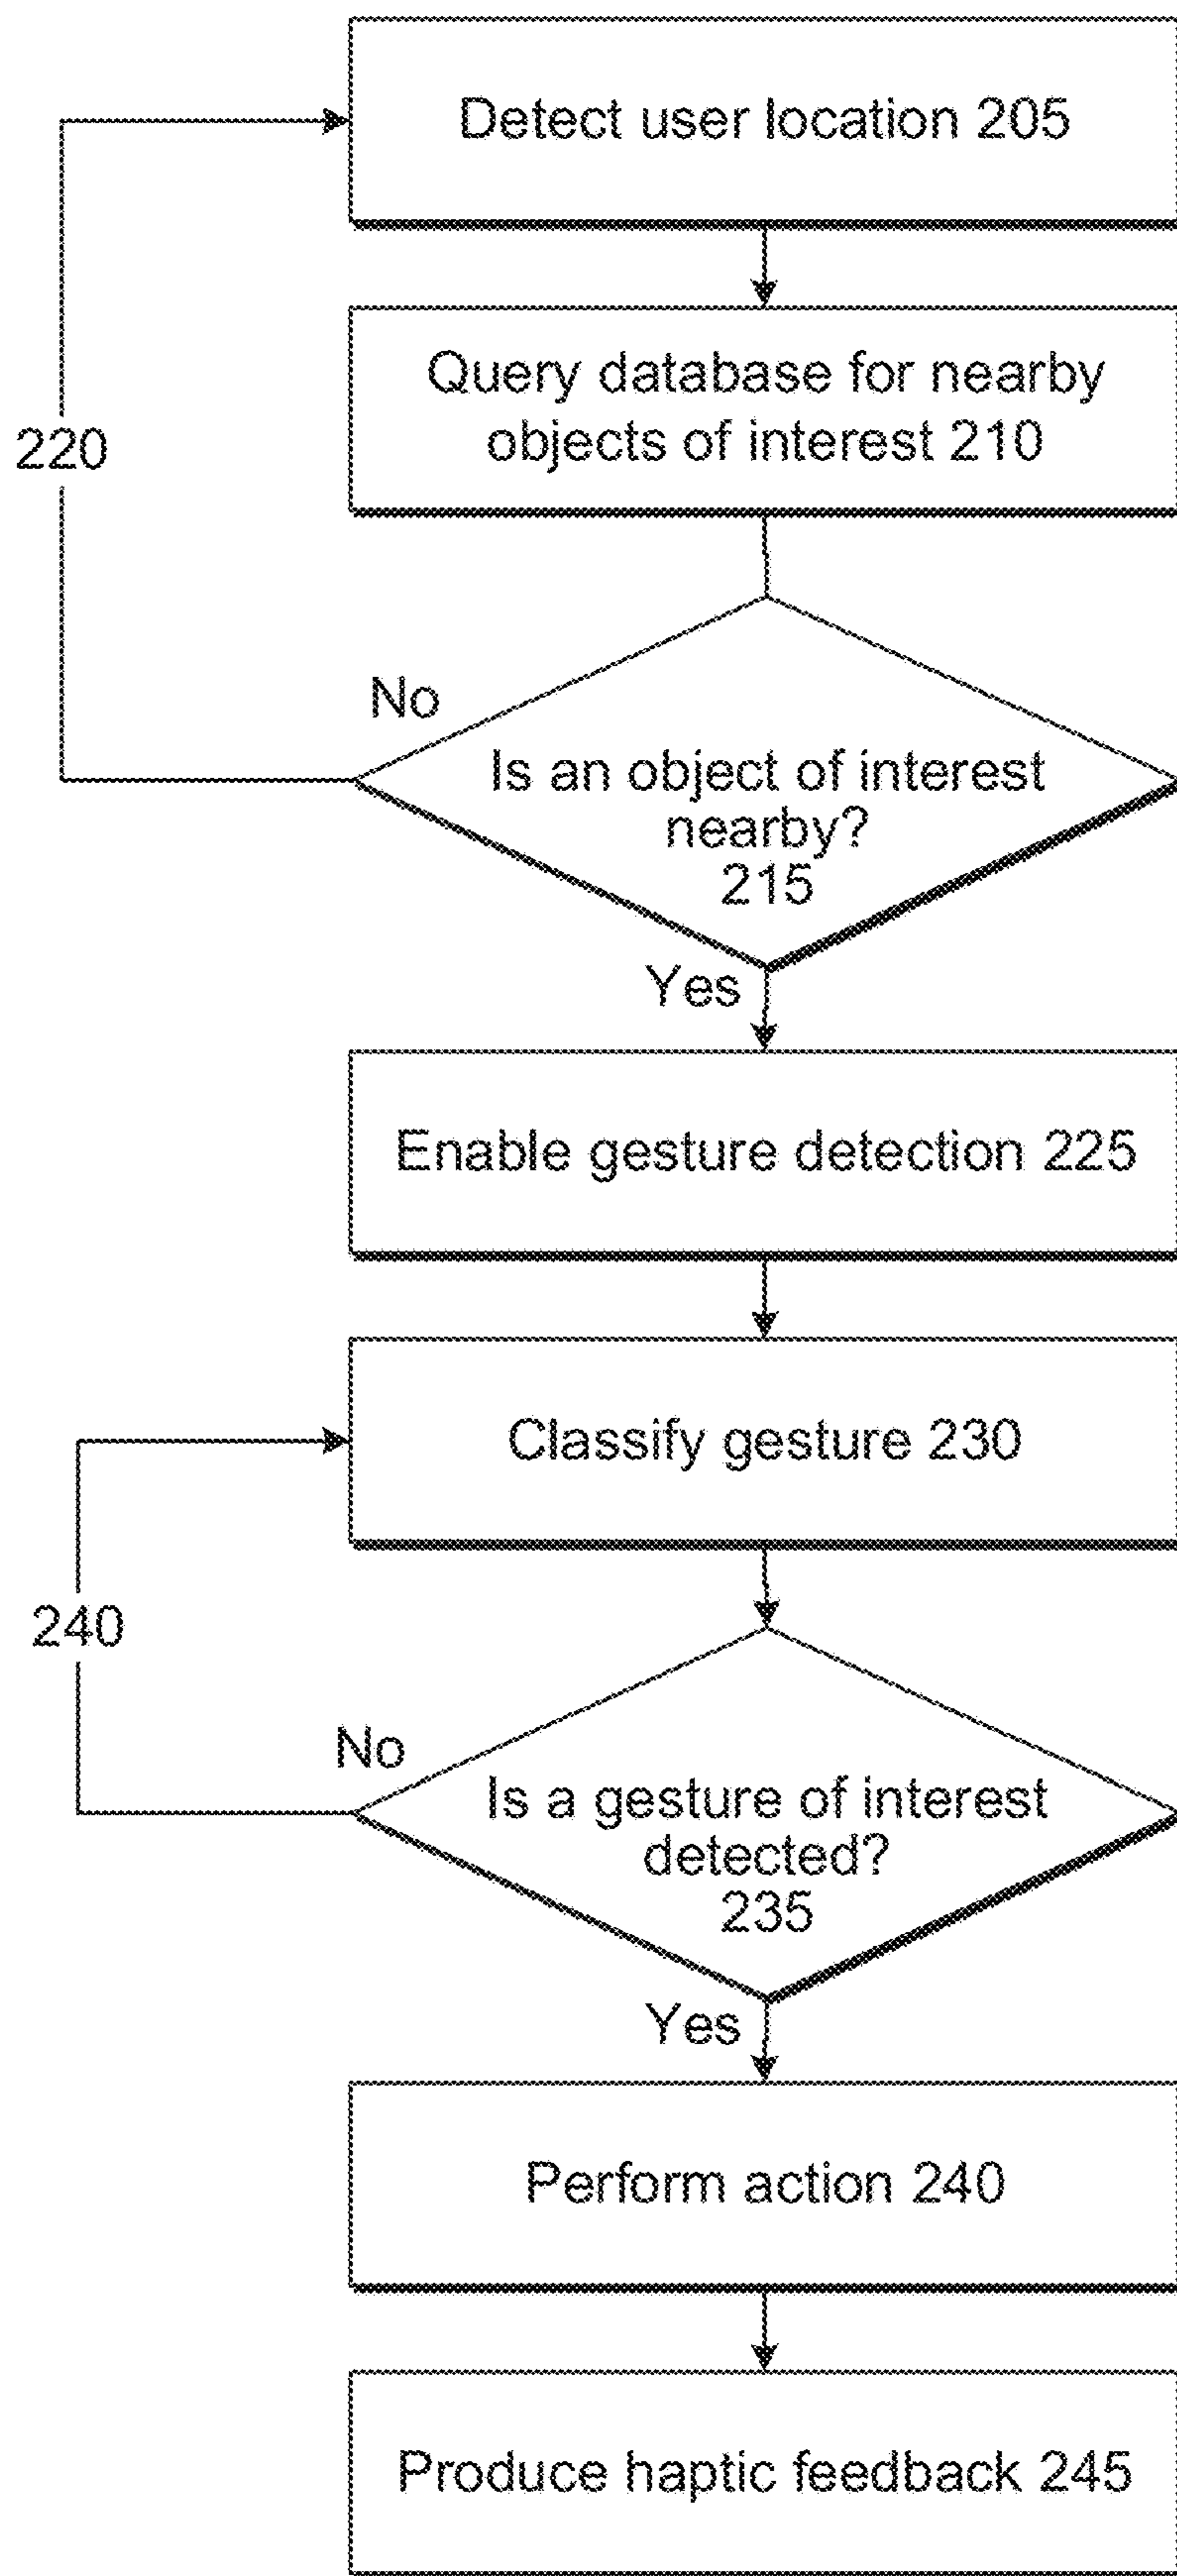 Detect user location 205
Query database for nearby
objects of interest 210
220
No
Is an object of interest
nearby?
215
Yes
Enable gesture detection 225
Classify gesture 230
240
No
Is a gesture of interest
detected?
235
Yes
Perform action 240
Produce haptic feedback 245